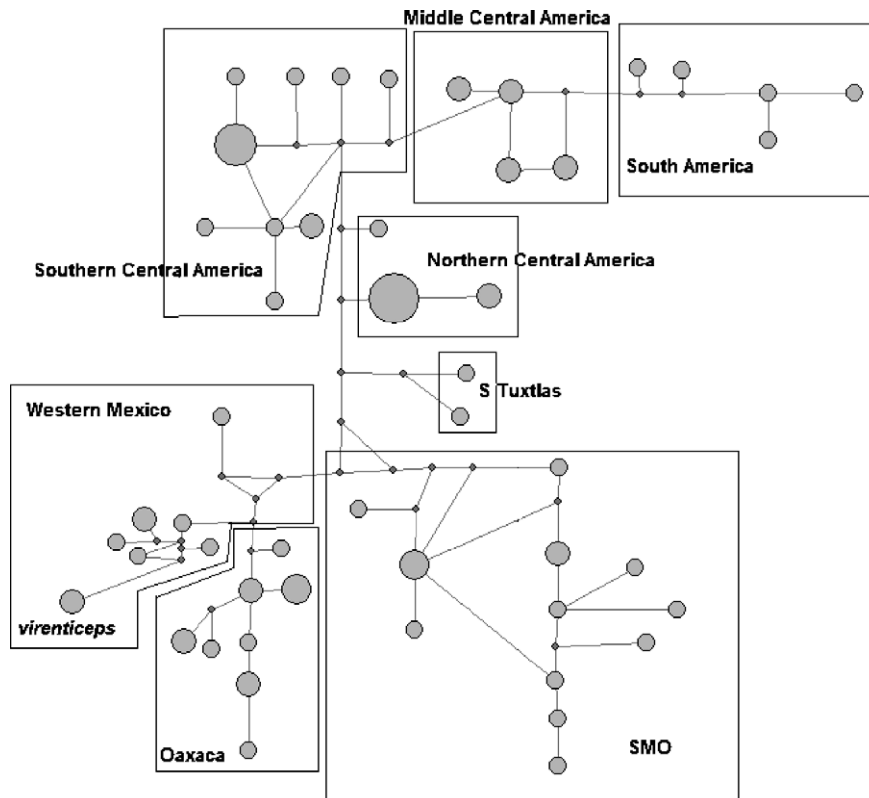 Middle Central America
South America
Southern Central America
Northern Central America
S Tuxtlas
Western Mexico
virenticeps
Oaxaca
SMO